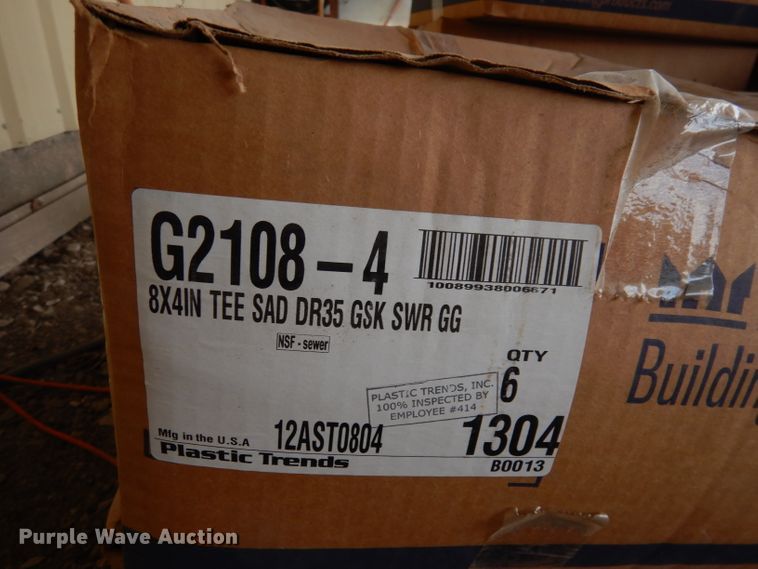 G2108-4
10089938006671
8X4IN TEE SAD DR35 GSK SWR GG
NSF - sewer
QTY
6
PLASTIC TRENDS, INC.
100% INSPECTED BY
EMPLOYEE #414
Mfg in the U.S.A
12AST0804
1304
Plastic Trends
B0013
Building
Purple Wave Auction